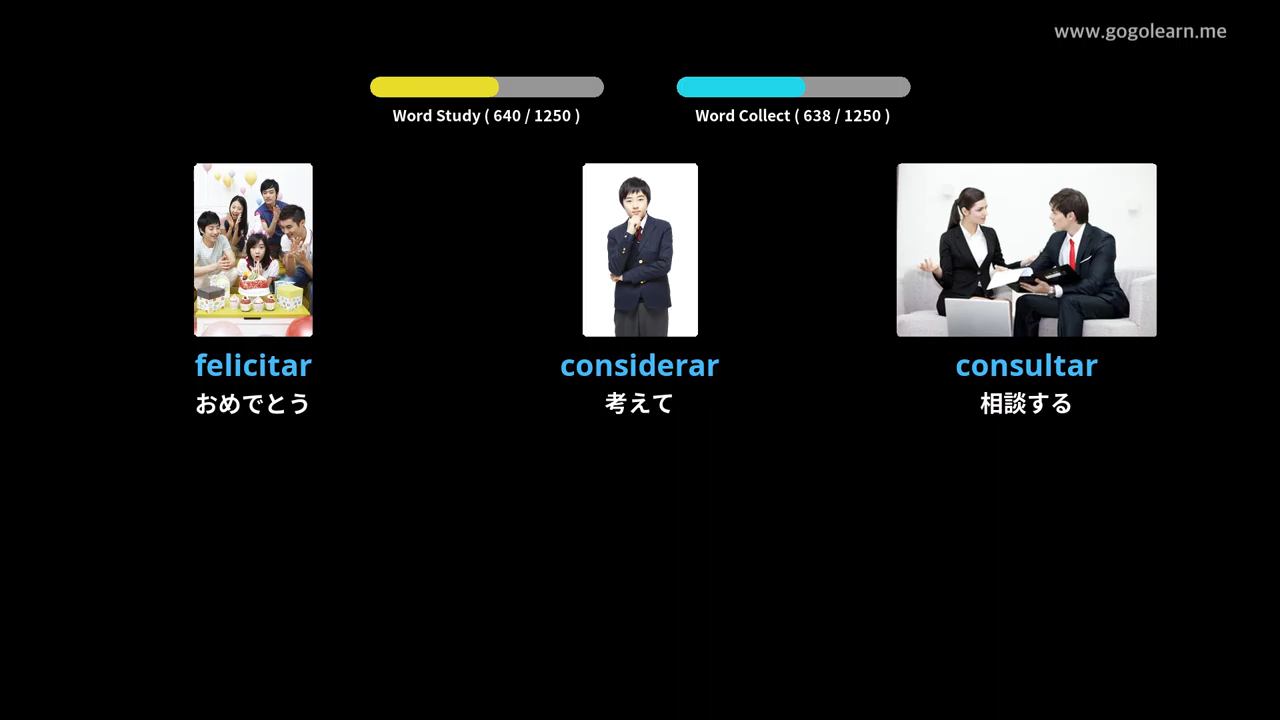 www.gogolearn.me
Word Study ( 640 / 1250 )
Word Collect ( 638 / 1250 )
felicitar
おめでとう
considerar
考えて
consultar
相談する